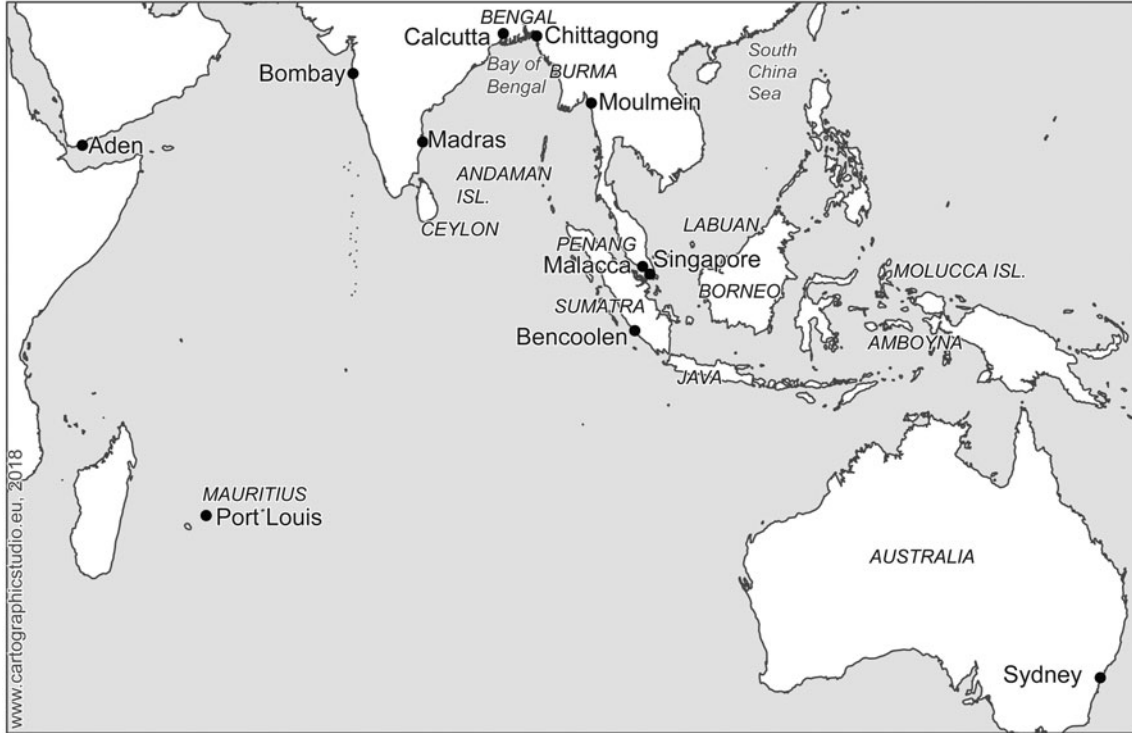 BENGAL
Calcutta
Chittagong
Bay of
Bengal
BURMA
South
China
Sea
Bombay
Moulmein
Aden
Madras
ANDAMAN
ISL.
CEYLON
LABUAN
PENANG
Singapore
Malacca
MOLUCCA ISL.
BORNEO
SUMATRA
Bencoolen
AMBOYNA
JAVA
MAURITIUS
Port Louis
AUSTRALIA
Sydney
www.cartographicstudio.eu, 2018